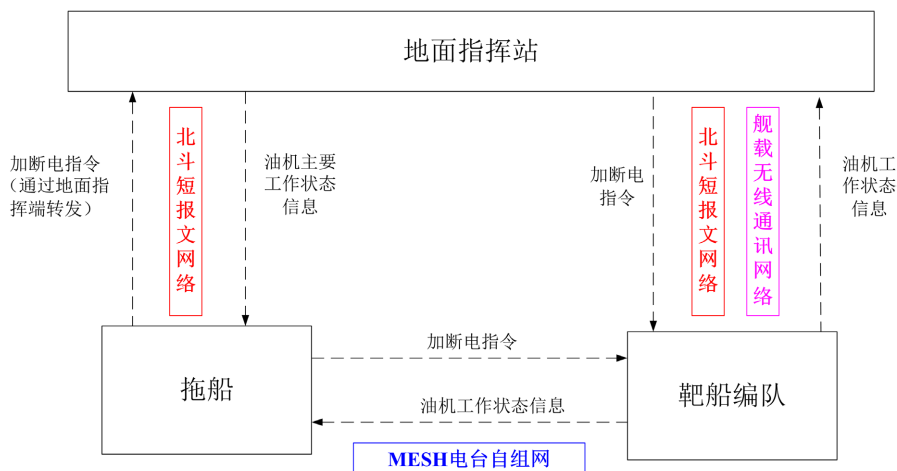 地面指挥站
加断电指令
（通过地面指
挥端转发）
北
斗
短
报
文
网
络
油机主要
工作状态
信息
加断电
指令
北
斗
短
报
文
网
络
舰
载
无
线
通
讯
网
络
油机工
作状态
信息
拖船
加断电指令
油机工作状态信息
靶船编队
MESH电台自组网